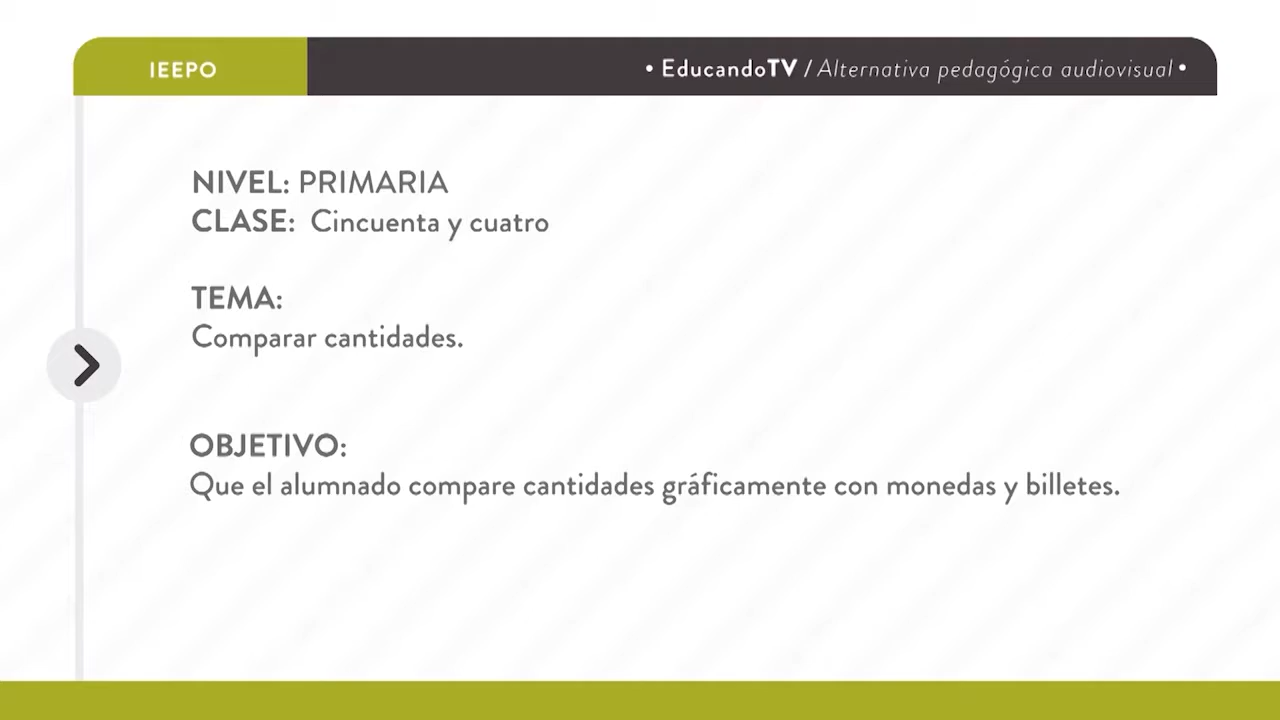 IEEPO
• EducandoTV / Alternativa pedagógica audiovisual •
NIVEL: PRIMARIA
CLASE: Cincuenta y cuatro
TEMA:
Comparar cantidades.
OBJETIVO:
Que el alumnado compare cantidades gráficamente con monedas y billetes.